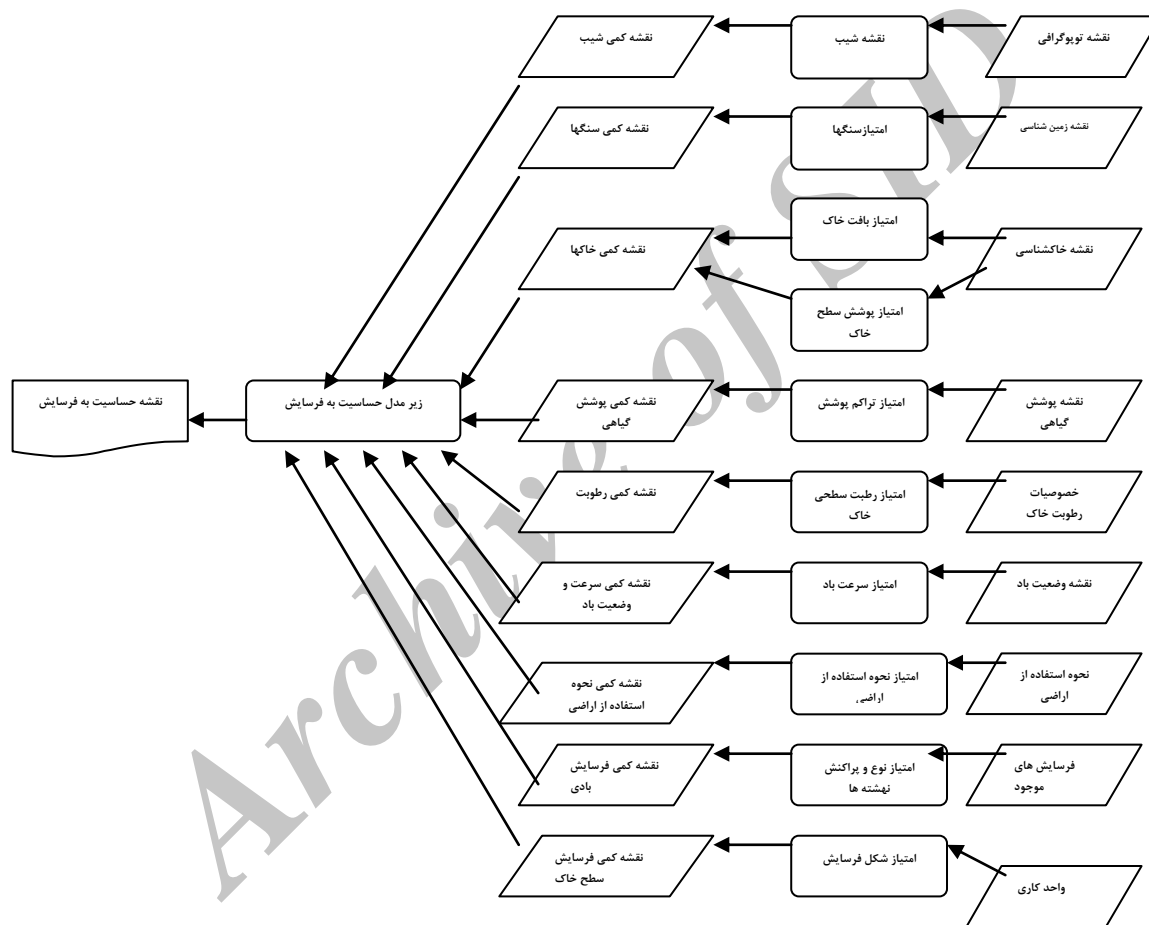 نقشه توپوگرافی
نقشه شیب
نقشه کمی شیب
نقشه زمین شناسی
امتیازسنگها
نقشه کمی سنگها
نقشه خاکشناسی
امتیاز بافت خاک
نقشه کمی خاکها
امتیاز پوشش سطح
خاک
نقشه پوشش
گیاهی
امتیاز تراکم پوشش
نقشه کمی پوشش
گیاهی
زیر مدل حساسیت به فرسایش
نقشه حساسیت به فرسایش
خصوصیات
رطوبت خاک
امتیاز رطبت سطحی
خاک
نقشه کمی رطوبت
نقشه وضعیت باد
امتیاز سرعت باد
نقشه کمی سرعت و
وضعیت باد
نحوه استفاده از
اراضی
امتیاز نحوه استفاده از
اراضی
نقشه کمی نحوه
استفاده از اراضی
فرسایش های
موجود
امتیاز نوع و پراکنش
نهشته ها
نقشه کمی فرسایش
بادی
واحد کاری
امتیاز شکل فرسایش
نقشه کمی فرسایش
سطح خاک
Archive of SID